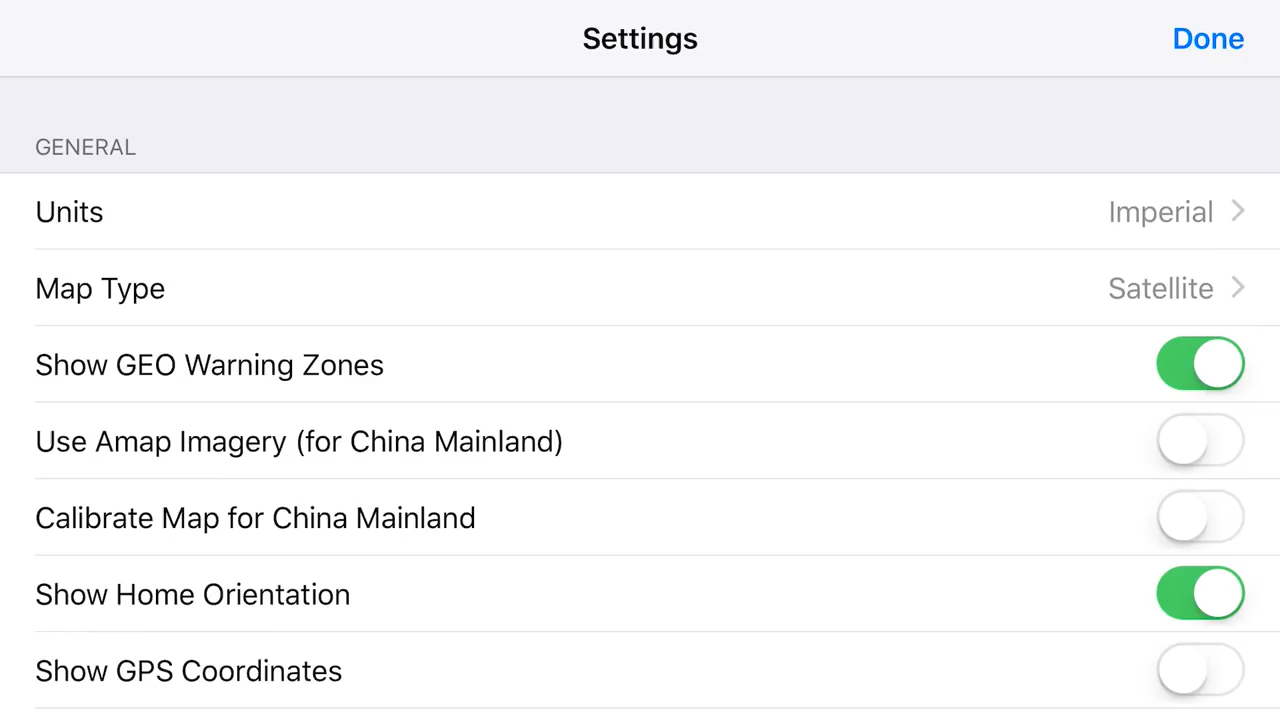 Settings
Done
GENERAL
Units
Imperial
Map Type
Satellite
Show GEO Warning Zones
Use Amap Imagery (for China Mainland)
Calibrate Map for China Mainland
Show Home Orientation
Show GPS Coordinates